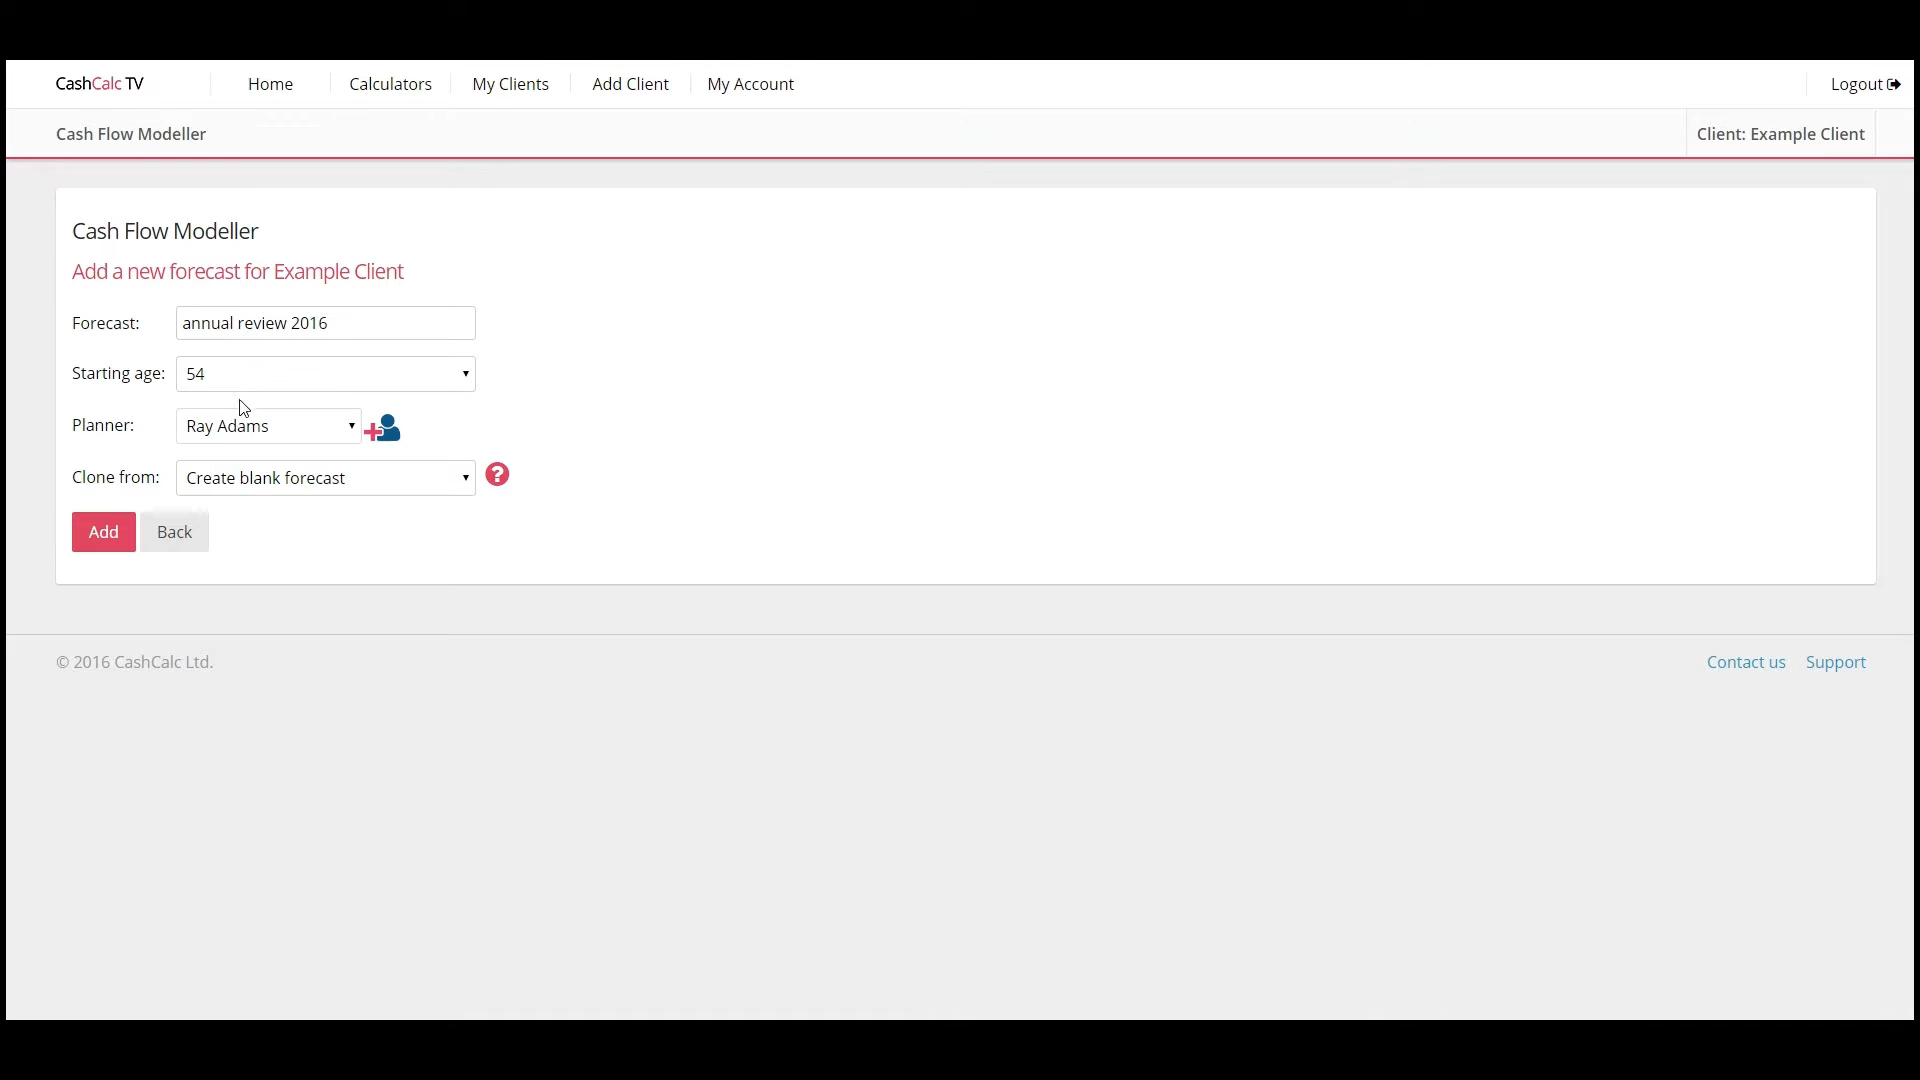 CashCalc TV Home Calculators My Clients Add Client My Account Logout
Cash Flow Modeller Client: Example Client
Cash Flow Modeller
Add a new forecast for Example Client
Forecast: annual review 2016
Starting age: 54
Planner: Ray Adams
Clone from: Create blank forecast ?
Add Back
© 2016 CashCalc Ltd. Contact us Support